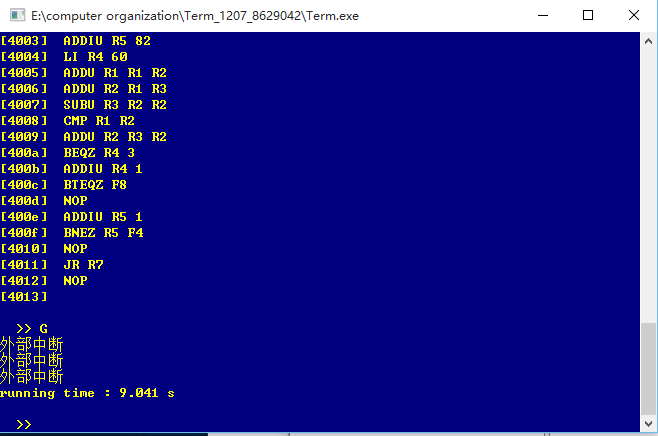 E:\computer organization\Term_1207_8629042\Term.exe
[4003] ADDIU R5 82
[4004] LI R4 60
[4005] ADDU R1 R1 R2
[4006] ADDU R2 R1 R3
[4007] SUBU R3 R2 R2
[4008] CMP R1 R2
[4009] ADDU R2 R3 R2
[400a] BEQZ R4 3
[400b] ADDIU R4 1
[400c] BTEQZ F8
[400d] NOP
[400e] ADDIU R5 1
[400f] BNEZ R5 F4
[4010] NOP
[4011] JR R7
[4012] NOP
[4013]
>> G
外部中断
外部中断
外部中断
running time : 9.041 s
>>